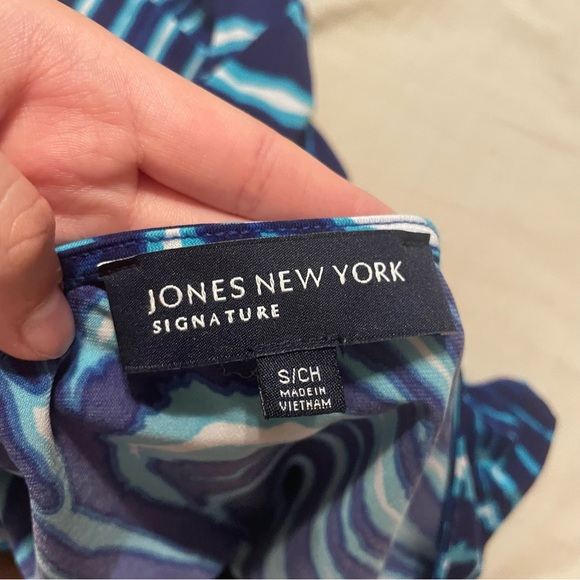 JONES NEW YORK
SIGNATURE
S/CH
MADE IN
VIETNAM